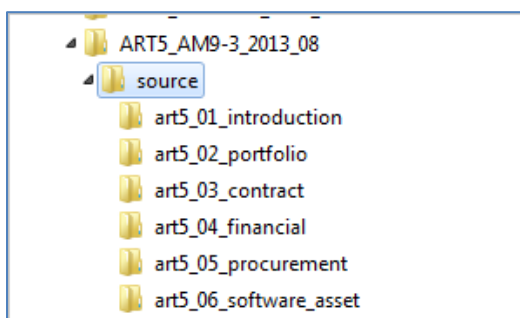 ART5_AM9-3_2013_08
source
art5_01_introduction
art5_02_portfolio
art5_03_contract
art5_04_financial
art5_05_procurement
art5_06_software_asset